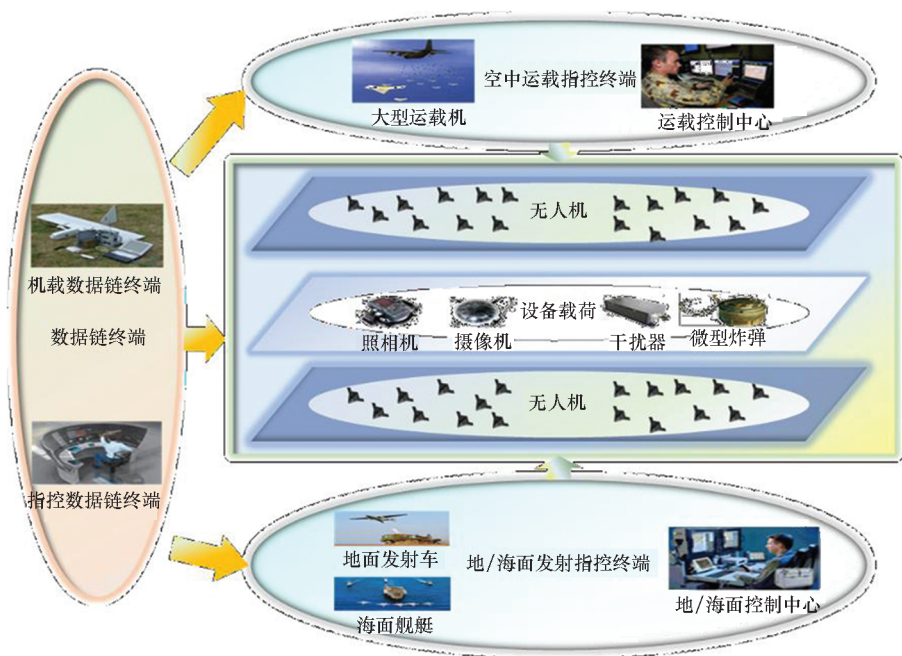 空中运载指控终端
大型运载机
运载控制中心
无人机
机载数据链终端
数据链终端
设备载荷
照相机
摄像机
干扰器
微型炸弹
无人机
指控数据链终端
地面发射车
地/海面发射指控终端
海面舰艇
地/海面控制中心